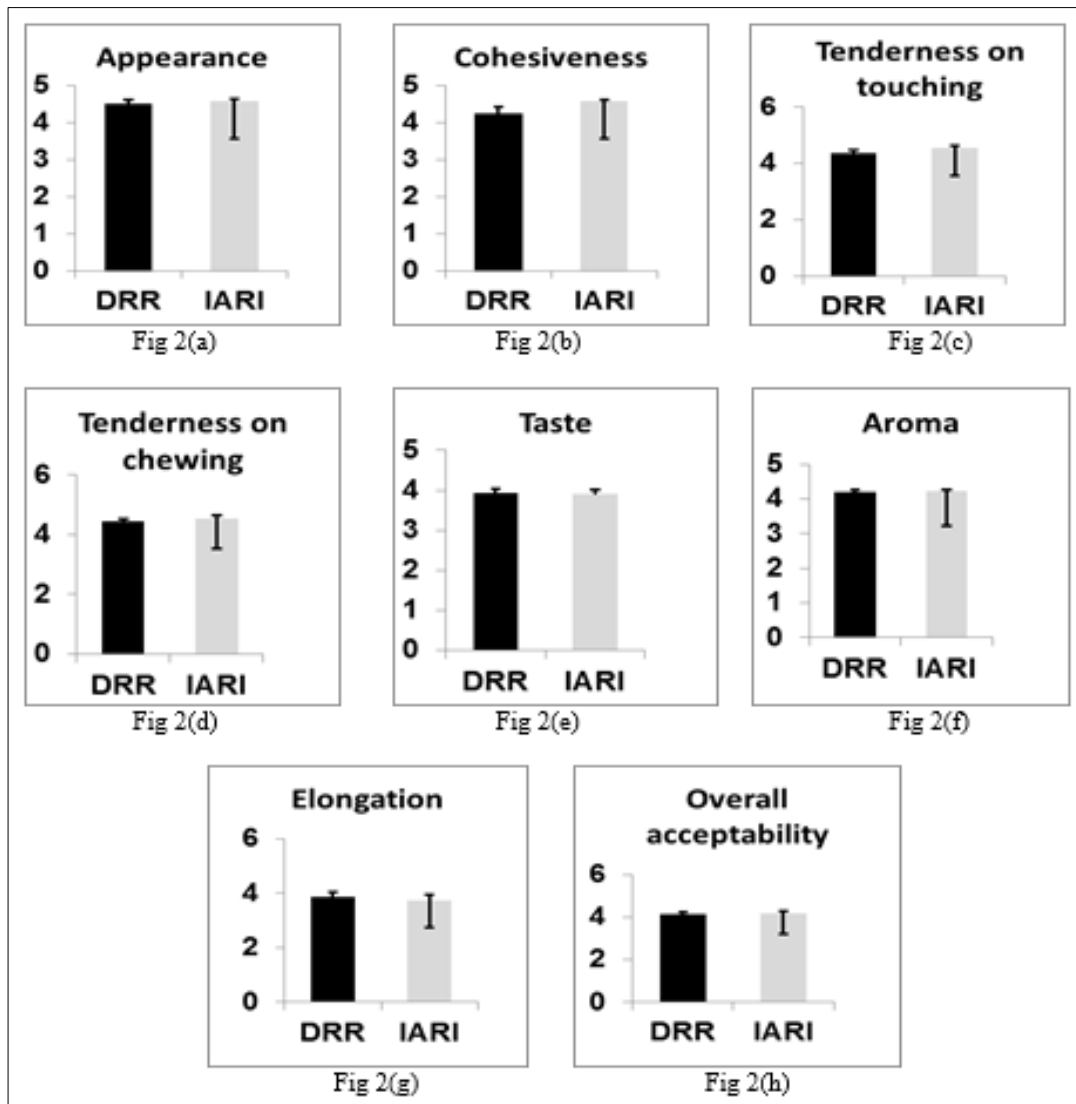 Appearance
5
4
3
2
1
0
DRR IARI
Fig 2(a)
Cohesiveness
5
4
3
2
1
0
DRR IARI
Fig 2(b)
Tenderness on
touching
6
4
2
0
DRR IARI
Fig 2(c)
Tenderness on
chewing
6
4
2
0
DRR IARI
Fig 2(d)
Taste
5
4
3
2
1
0
DRR IARI
Fig 2(e)
Aroma
5
4
3
2
1
0
DRR IARI
Fig 2(f)
Elongation
6
4
2
0
DRR IARI
Fig 2(g)
Overall
acceptability
6
4
2
0
DRR IARI
Fig 2(h)